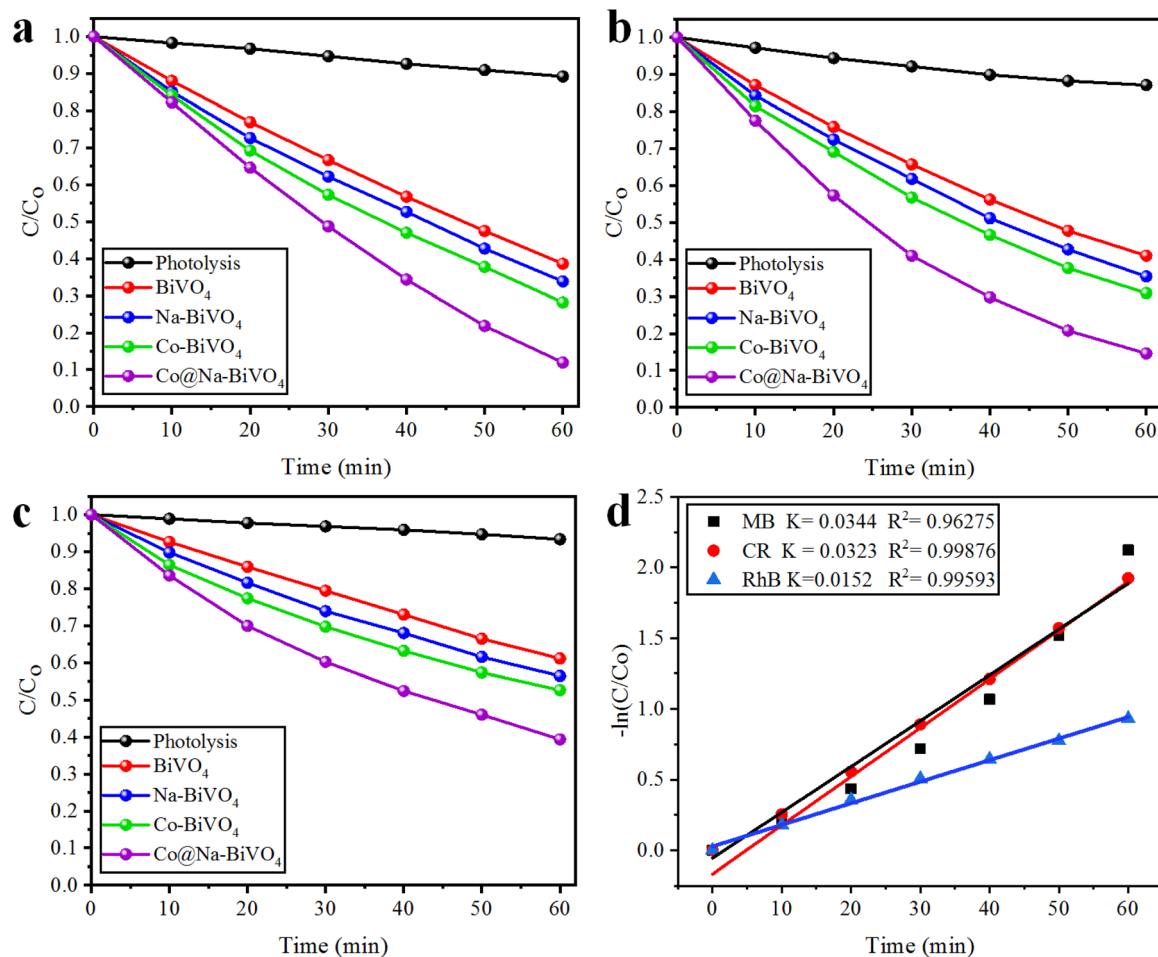 a
1.0
0.9
0.8
0.7
0.6
0.5
0.4
0.3
0.2
0.1
0.0
C/Co
Photolysis
BiVO4
Na-BiVO4
Co-BiVO4
Co@Na-BiVO4
0 10 20 30 40 50 60
Time (min)
b
1.0
0.9
0.8
0.7
0.6
0.5
0.4
0.3
0.2
0.1
0.0
C/Co
Photolysis
BiVO4
Na-BiVO4
Co-BiVO4
Co@Na-BiVO4
0 10 20 30 40 50 60
Time (min)
c
1.0
0.9
0.8
0.7
0.6
0.5
0.4
0.3
0.2
0.1
0.0
C/Co
Photolysis
BiVO4
Na-BiVO4
Co-BiVO4
Co@Na-BiVO4
0 10 20 30 40 50 60
Time (min)
d
2.5
2.0
1.5
1.0
0.5
0.0
-ln(C/Co)
MB K= 0.0344 R²= 0.96275
CR K= 0.0323 R²= 0.99876
RhB K=0.0152 R²= 0.99593
0 10 20 30 40 50 60
Time (min)